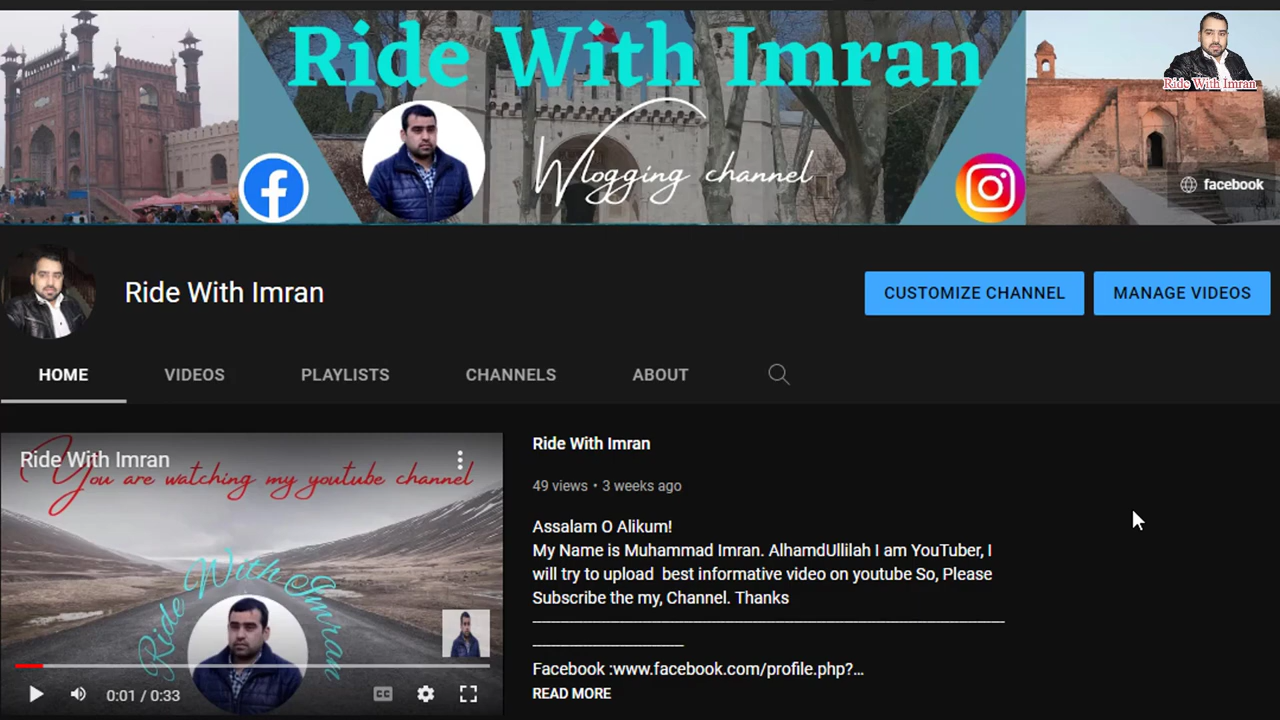 Ride With Imran
Wlogging channel
Ride With Imran
facebook
Ride With Imran
CUSTOMIZE CHANNEL
MANAGE VIDEOS
HOME
VIDEOS
PLAYLISTS
CHANNELS
ABOUT
Ride With Imran
You are watching my youtube channel
Ride With Imran
0:01 / 0:33
CC
Ride With Imran
49 views • 3 weeks ago
Assalam O Alikum!
My Name is Muhammad Imran. AlhamdUllilah I am YouTuber, I
will try to upload best informative video on youtube So, Please
Subscribe the my, Channel. Thanks
Facebook :www.facebook.com/profile.php?...
READ MORE